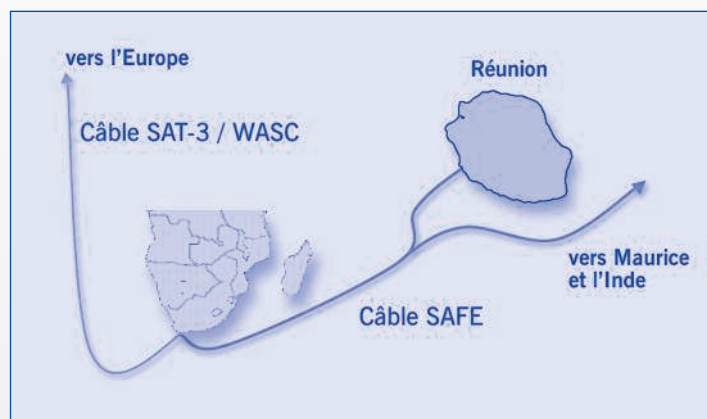 vers l'Europe
Réunion
Câble SAT-3 / WASC
vers Maurice
et l'Inde
Câble SAFE